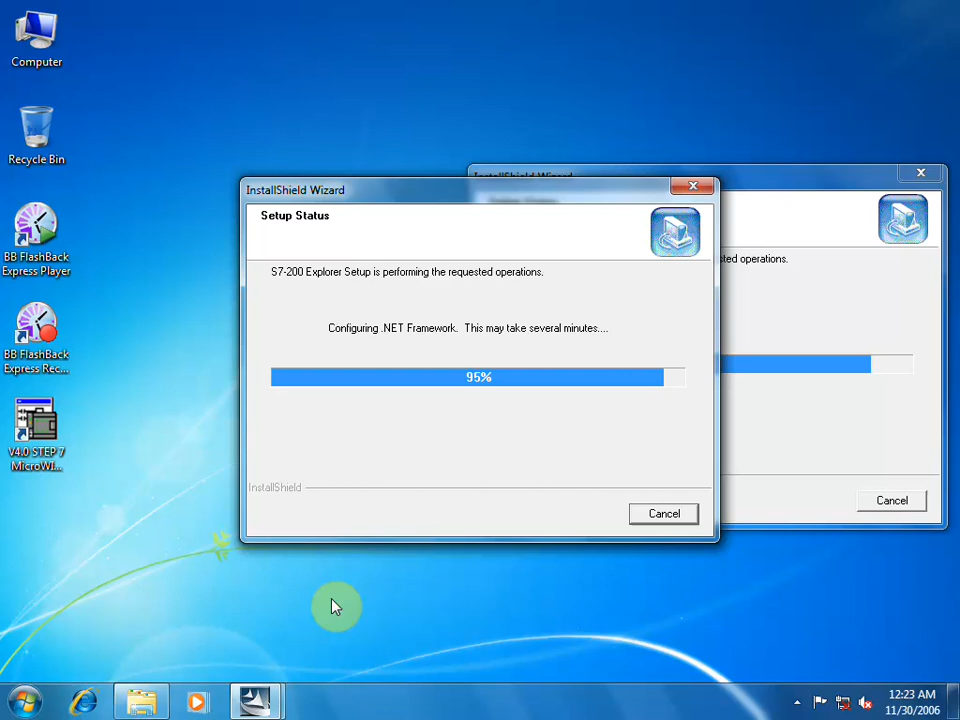 Computer
Recycle Bin
BB FlashBack
Express Player
BB FlashBack
Express Rec...
V4.0 STEP 7
MicroWI...
InstallShield Wizard
InstallShield Wizard
Setup Status
S7-200 Explorer Setup is performing the requested operations.
ted operations.
Configuring .NET Framework. This may take several minutes....
95%
InstallShield
Cancel
Cancel
12:23 AM
11/30/2006